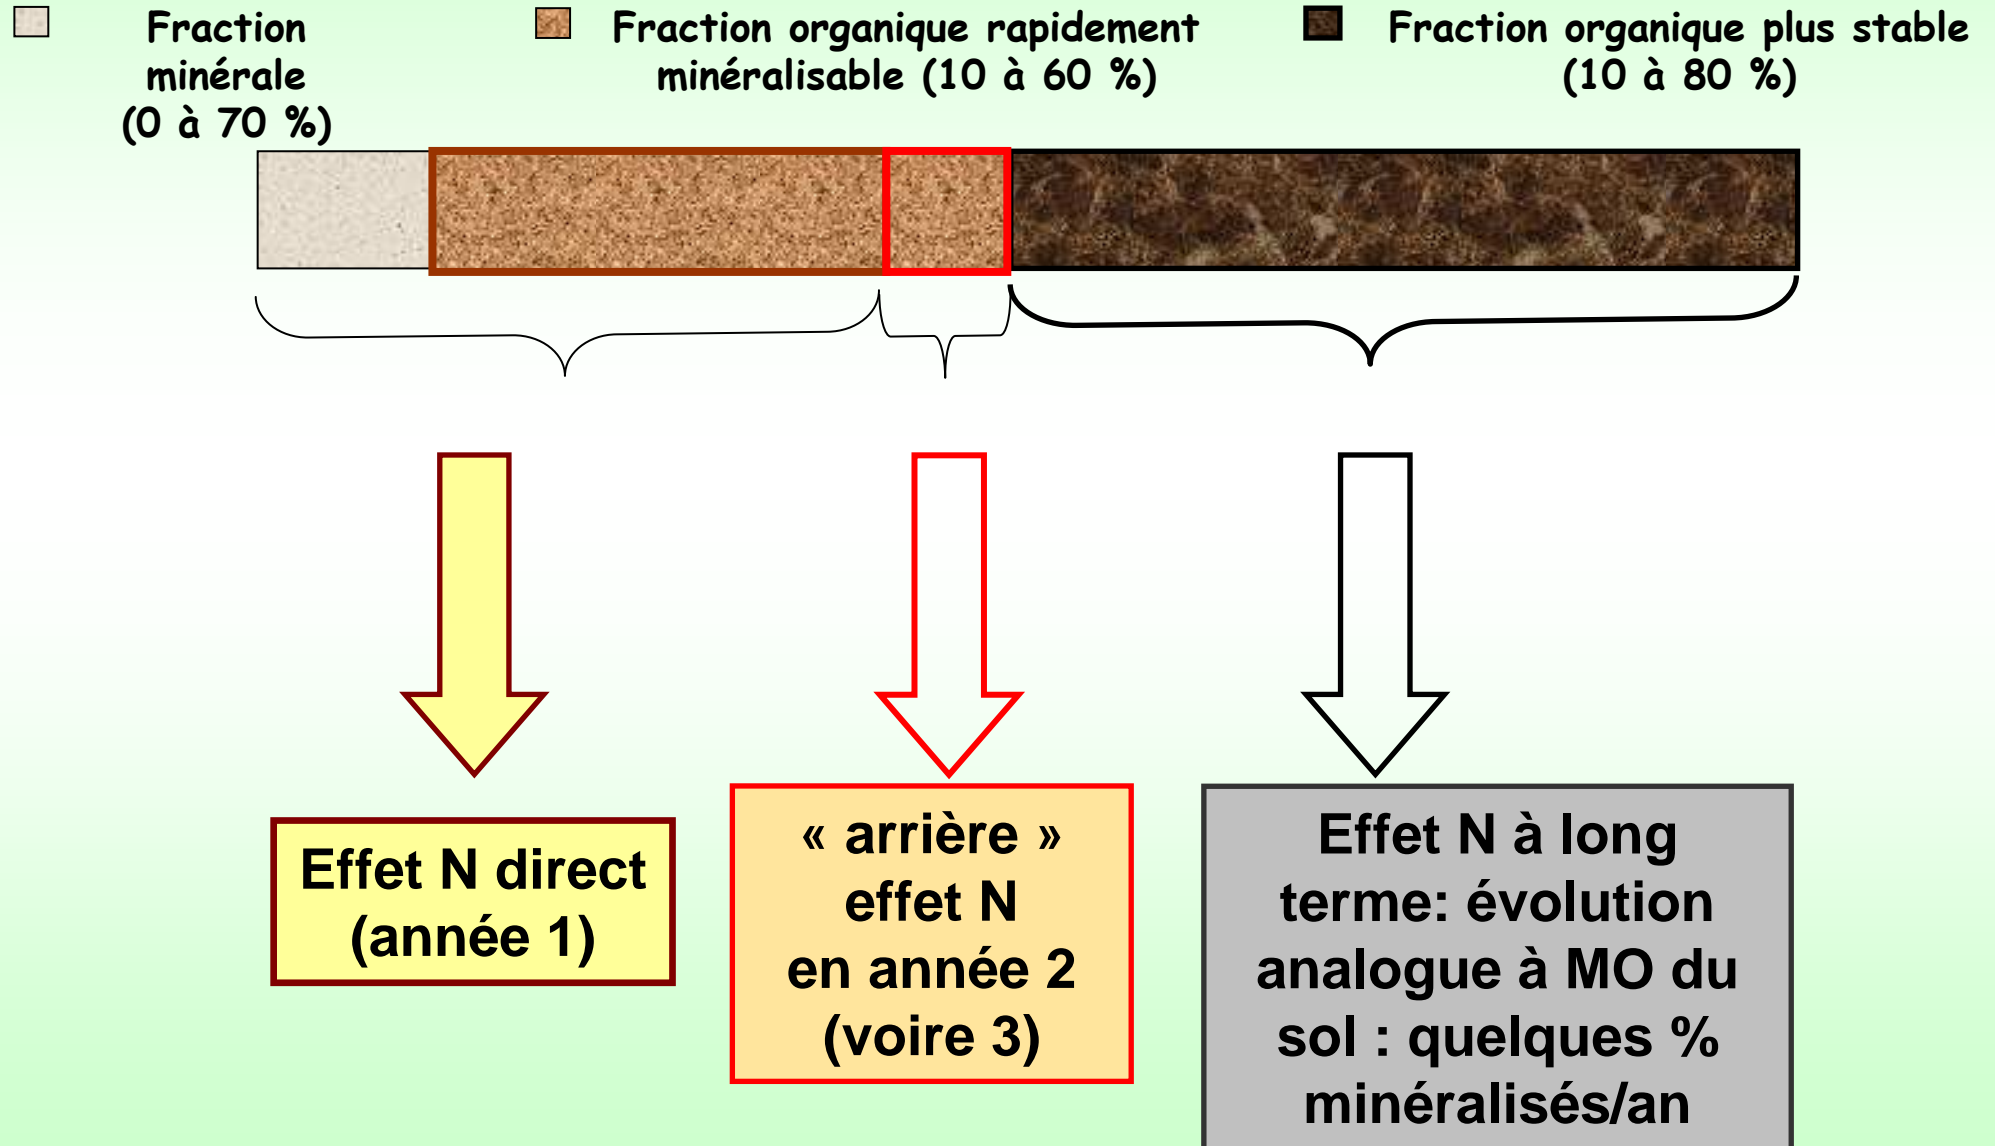 Fraction
minérale
(0 à 70 %)
Fraction organique rapidement
minéralisable (10 à 60 %)
Fraction organique plus stable
(10 à 80 %)
Effet N direct
(année 1)
« arrière »
effet N
en année 2
(voire 3)
Effet N à long
terme: évolution
analogue à MO du
sol : quelques %
minéralisés/an